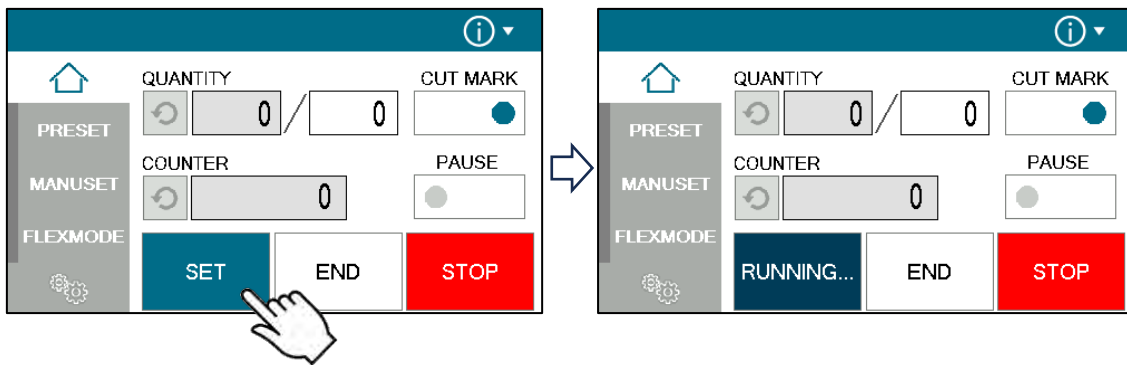 QUANTITY CUT MARK
0 / 0
PRESET
COUNTER PAUSE
MANUSET
0
FLEXMODE
SET END STOP
QUANTITY CUT MARK
0 / 0
PRESET
COUNTER PAUSE
MANUSET
0
FLEXMODE
RUNNING... END STOP